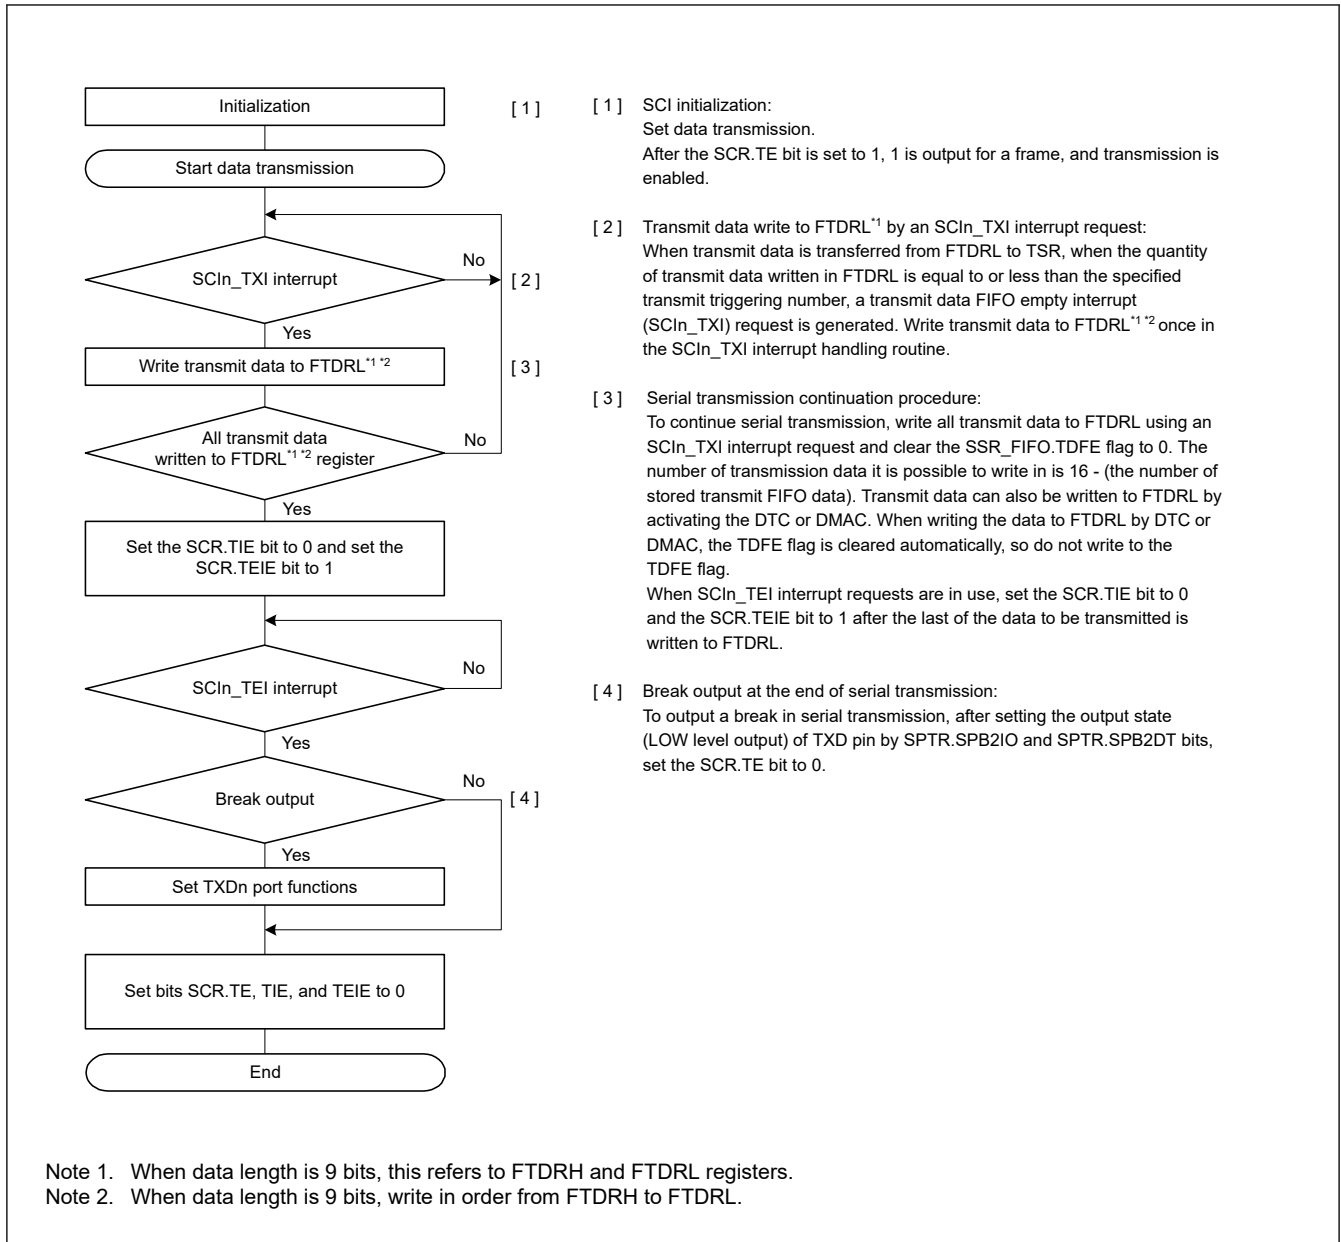 Initialization
[ 1 ]
Start data transmission
SCIn_TXI interrupt
No
[ 2 ]
Yes
Write transmit data to FTDRL*1 *2
[ 3 ]
All transmit data
written to FTDRL*1 *2 register
No
Yes
Set the SCR.TIE bit to 0 and set the
SCR.TEIE bit to 1
SCIn_TEI interrupt
No
Yes
Break output
No
[ 4 ]
Yes
Set TXDn port functions
Set bits SCR.TE, TIE, and TEIE to 0
End
[ 1 ] SCI initialization:
Set data transmission.
After the SCR.TE bit is set to 1, 1 is output for a frame, and transmission is
enabled.
[ 2 ] Transmit data write to FTDRL*1 by an SCIn_TXI interrupt request:
When transmit data is transferred from FTDRL to TSR, when the quantity
of transmit data written in FTDRL is equal to or less than the specified
transmit triggering number, a transmit data FIFO empty interrupt
(SCIn_TXI) request is generated. Write transmit data to FTDRL*1 *2 once in
the SCIn_TXI interrupt handling routine.
[ 3 ] Serial transmission continuation procedure:
To continue serial transmission, write all transmit data to FTDRL using an
SCIn_TXI interrupt request and clear the SSR_FIFO.TDFE flag to 0. The
number of transmission data it is possible to write in is 16 - (the number of
stored transmit FIFO data). Transmit data can also be written to FTDRL by
activating the DTC or DMAC. When writing the data to FTDRL by DTC or
DMAC, the TDFE flag is cleared automatically, so do not write to the
TDFE flag.
When SCIn_TEI interrupt requests are in use, set the SCR.TIE bit to 0
and the SCR.TEIE bit to 1 after the last of the data to be transmitted is
written to FTDRL.
[ 4 ] Break output at the end of serial transmission:
To output a break in serial transmission, after setting the output state
(LOW level output) of TXD pin by SPTR.SPB2IO and SPTR.SPB2DT bits,
set the SCR.TE bit to 0.
Note 1. When data length is 9 bits, this refers to FTDRH and FTDRL registers.
Note 2. When data length is 9 bits, write in order from FTDRH to FTDRL.